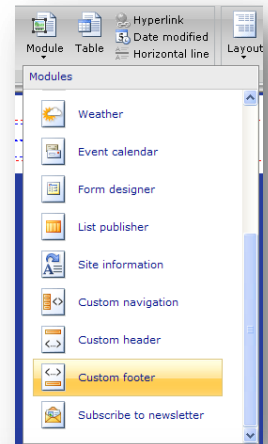 Module
Table
Hyperlink
Date modified
Horizontal line
Layout
Modules
Weather
Event calendar
Form designer
List publisher
Site information
Custom navigation
Custom header
Custom footer
Subscribe to newsletter